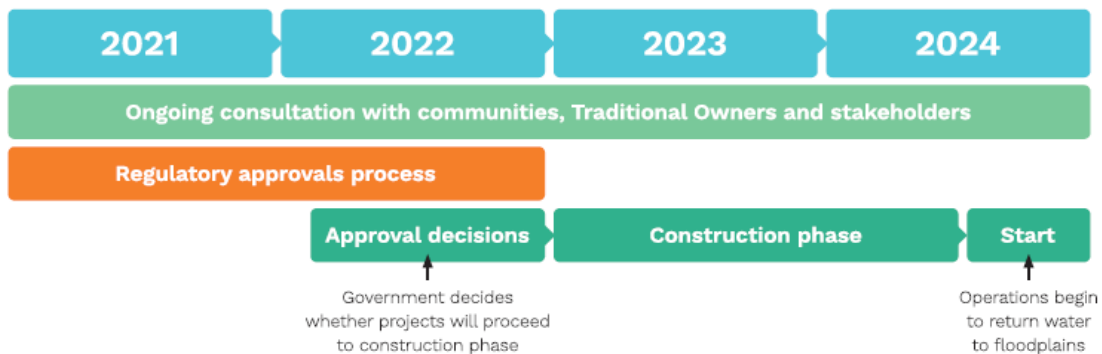 2021
2022
2023
2024
Ongoing consultation with communities, Traditional Owners and stakeholders
Regulatory approvals process
Approval decisions
Construction phase
Start
Government decides
whether projects will proceed
to construction phase
Operations begin
to return water
to floodplains